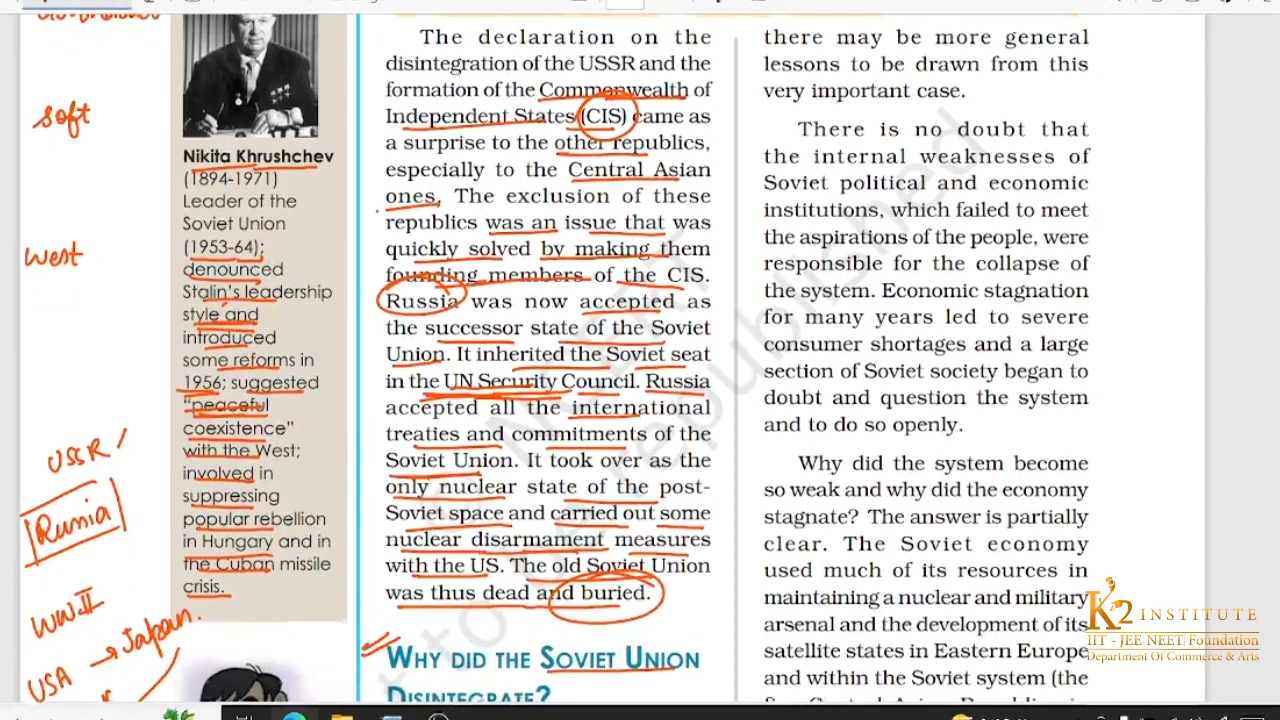 soft
west
USSR
Russia
WW.II
USA → Japan.
Nikita Khrushchev
(1894-1971)
Leader of the
Soviet Union
(1953-64);
denounced
Stalin's leadership
style and
introduced
some reforms in
1956; suggested
“peaceful
coexistence”
with the West;
involved in
suppressing
popular rebellion
in Hungary and in
the Cuban missile
crisis.
The declaration on the
disintegration of the USSR and the
formation of the Commonwealth of
Independent States (CIS) came as
a surprise to the other republics,
especially to the Central Asian
ones. The exclusion of these
republics was an issue that was
quickly solved by making them
founding members of the CIS.
Russia was now accepted as
the successor state of the Soviet
Union. It inherited the Soviet seat
in the UN Security Council. Russia
accepted all the international
treaties and commitments of the
Soviet Union. It took over as the
only nuclear state of the post-
Soviet space and carried out some
nuclear disarmament measures
with the US. The old Soviet Union
was thus dead and buried.
WHY DID THE SOVIET UNION
DISINTEGRATE?
there may be more general
lessons to be drawn from this
very important case.
There is no doubt that
the internal weaknesses of
Soviet political and economic
institutions, which failed to meet
the aspirations of the people, were
responsible for the collapse of
the system. Economic stagnation
for many years led to severe
consumer shortages and a large
section of Soviet society began to
doubt and question the system
and to do so openly.
Why did the system become
so weak and why did the economy
stagnate? The answer is partially
clear. The Soviet economy
used much of its resources in
maintaining a nuclear and military
arsenal and the development of its
satellite states in Eastern Europe
and within the Soviet system (the
K2 INSTITUTE
IIT - JEE|NEET| Foundation
Department Of Commerce & Arts